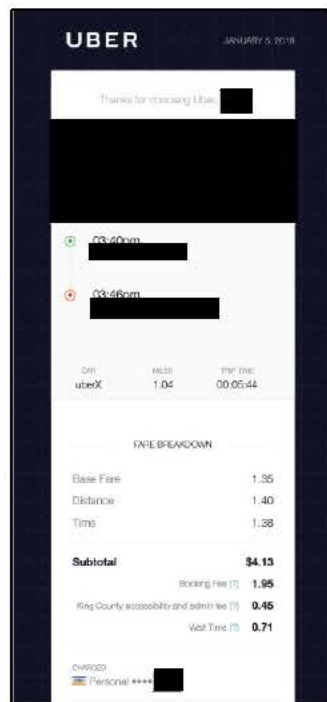 UBER JANUARY 5, 2018
Thanks for choosing Uber,
03:40pm
03:46pm
CAR MILES TRIP TIME
uberX 1.04 00:05:44
FARE BREAKDOWN
Base Fare 1.35
Distance 1.40
Time 1.38
Subtotal $4.13
Booking Fee (?) 1.95
King County accessibility and admin fee (?) 0.45
Wait Time (?) 0.71
CHARGED
Personal ••••